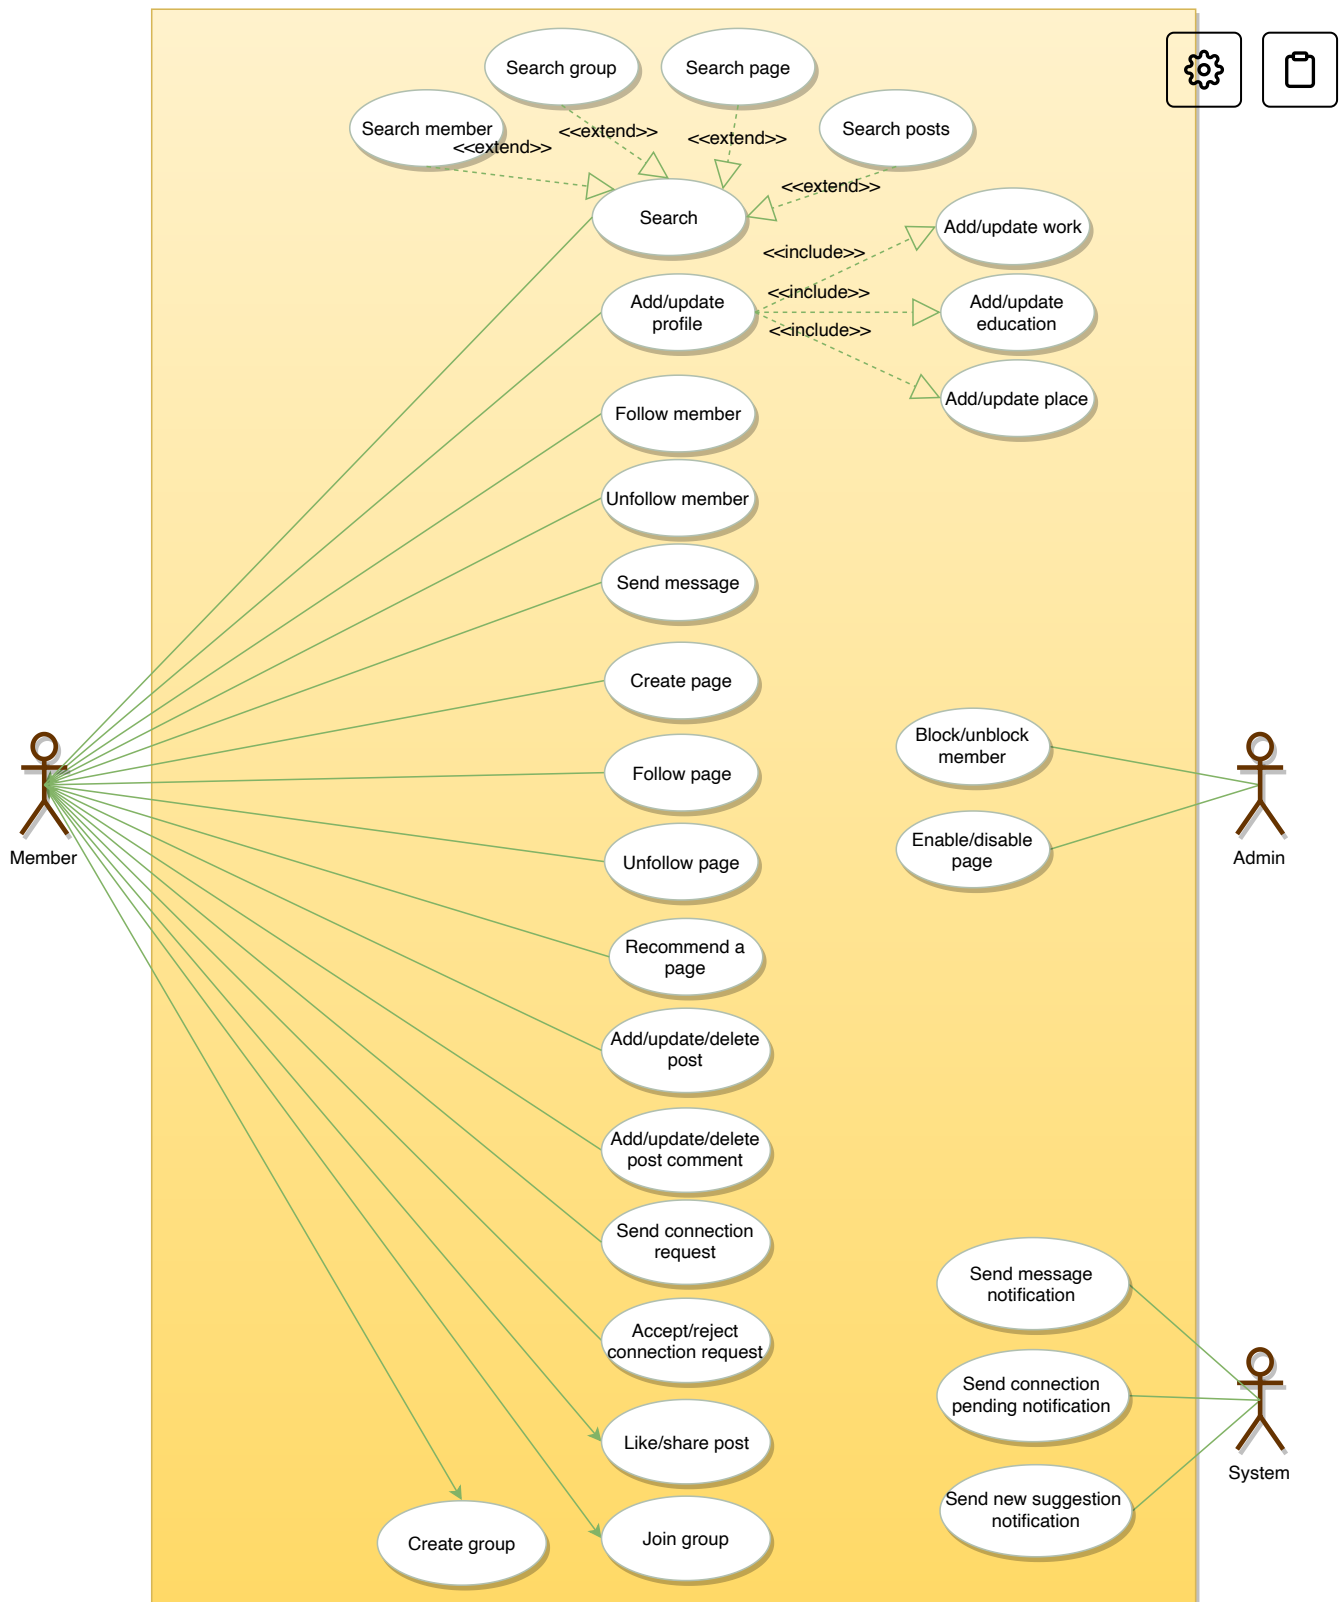 Search group
Search page
Search member
Search posts
<<extend>>
<<extend>>
<<extend>>
<<extend>>
Search
Add/update work
<<include>>
Add/update
profile
<<include>>
Add/update
education
<<include>>
Add/update place
Follow member
Unfollow member
Send message
Create page
Block/unblock
member
Follow page
Member
Admin
Enable/disable
page
Unfollow page
Recommend a
page
Add/update/delete
post
Add/update/delete
post comment
Send connection
request
Send message
notification
Accept/reject
connection request
Send connection
pending notification
Like/share post
System
Send new suggestion
notification
Create group
Join group